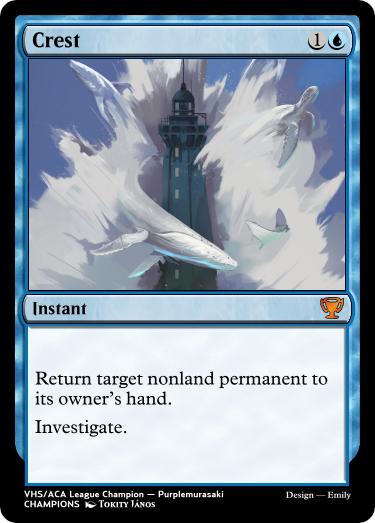 Crest
1
Instant
Return target nonland permanent to
its owner's hand.
Investigate.
VHS/ACA League Champion — Purplemurasaki
Design — Emily
CHAMPIONS Tokity János